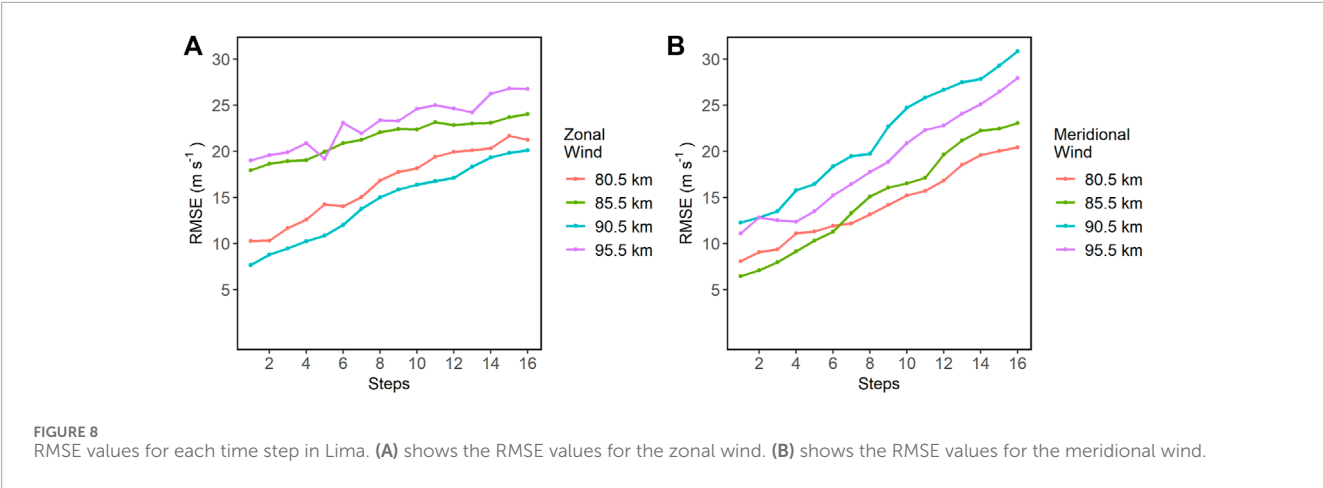 A
RMSE (m s⁻¹ )
30
25
20
15
10
5
2 4 6 8 10 12 14 16
Steps
Zonal
Wind
80.5 km
85.5 km
90.5 km
95.5 km
B
RMSE (m s⁻¹ )
30
25
20
15
10
5
2 4 6 8 10 12 14 16
Steps
Meridional
Wind
80.5 km
85.5 km
90.5 km
95.5 km
FIGURE 8
RMSE values for each time step in Lima. (A) shows the RMSE values for the zonal wind. (B) shows the RMSE values for the meridional wind.